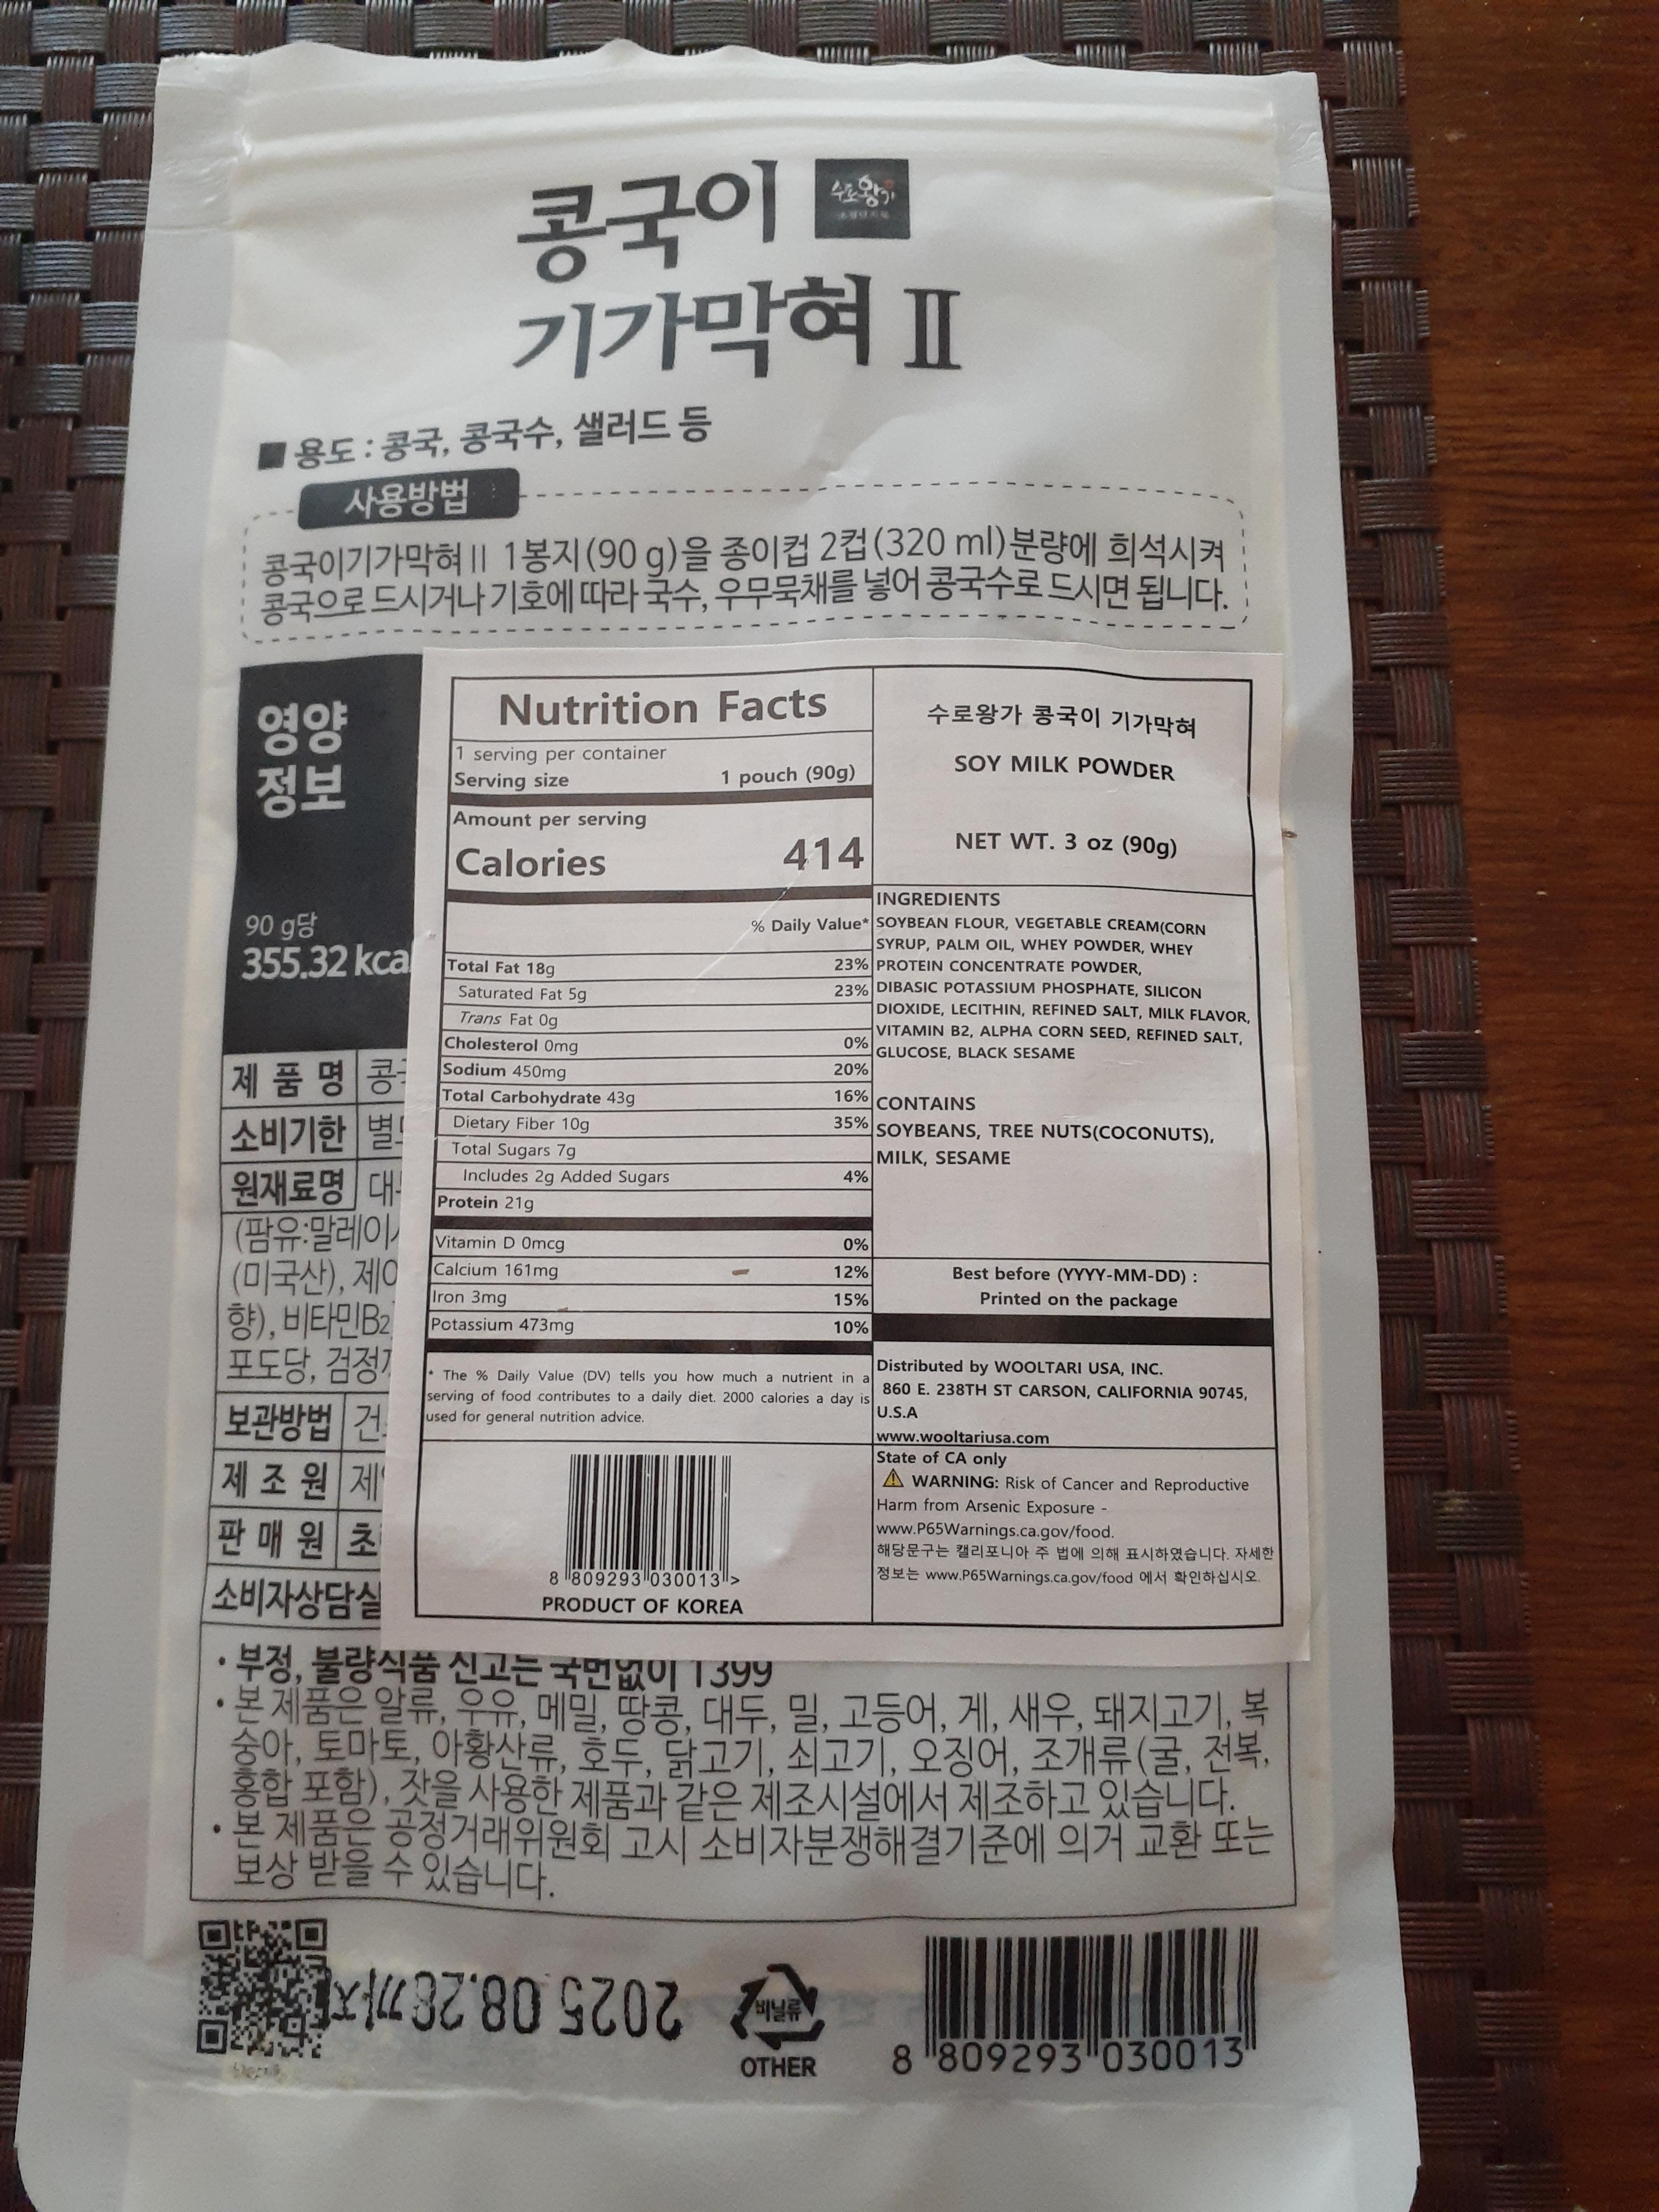 콩국이
수로왕가
기가막혀 Ⅱ
■ 용도 : 콩국, 콩국수, 샐러드 등
사용방법
콩국이기가막혀 Ⅱ 1봉지(90 g)을 종이컵 2컵(320 ml)분량에 희석시켜
콩국으로 드시거나 기호에 따라 국수, 우무묵채를 넣어 콩국수로 드시면 됩니다.
영양
정보
90 g당
355.32 kca
제 품 명
소비기한
원재료명
(팜유:말레이
(미국산), 제
향), 비타민B2
포도당, 검정
보관방법
제 조 원
판 매 원
소비자상담실
Nutrition Facts
1 serving per container
Serving size 1 pouch (90g)
Amount per serving
Calories 414
% Daily Value*
Total Fat 18g 23%
Saturated Fat 5g 23%
Trans Fat 0g
Cholesterol 0mg 0%
Sodium 450mg 20%
Total Carbohydrate 43g 16%
Dietary Fiber 10g 35%
Total Sugars 7g
Includes 2g Added Sugars 4%
Protein 21g
Vitamin D 0mcg 0%
Calcium 161mg 12%
Iron 3mg 15%
Potassium 473mg 10%
* The % Daily Value (DV) tells you how much a nutrient in a
serving of food contributes to a daily diet. 2000 calories a day is
used for general nutrition advice.
8 809293 030013 >
PRODUCT OF KOREA
수로왕가 콩국이 기가막혀
SOY MILK POWDER
NET WT. 3 oz (90g)
INGREDIENTS
SOYBEAN FLOUR, VEGETABLE CREAM(CORN
SYRUP, PALM OIL, WHEY POWDER, WHEY
PROTEIN CONCENTRATE POWDER,
DIBASIC POTASSIUM PHOSPHATE, SILICON
DIOXIDE, LECITHIN, REFINED SALT, MILK FLAVOR,
VITAMIN B2, ALPHA CORN SEED, REFINED SALT,
GLUCOSE, BLACK SESAME
CONTAINS
SOYBEANS, TREE NUTS(COCONUTS),
MILK, SESAME
Best before (YYYY-MM-DD) :
Printed on the package
Distributed by WOOLTARI USA, INC.
860 E. 238TH ST CARSON, CALIFORNIA 90745,
U.S.A
www.wooltariusa.com
State of CA only
⚠ WARNING: Risk of Cancer and Reproductive
Harm from Arsenic Exposure -
www.P65Warnings.ca.gov/food.
해당문구는 캘리포니아 주 법에 의해 표시하였습니다. 자세한
정보는 www.P65Warnings.ca.gov/food 에서 확인하십시오.
• 부정, 불량식품 신고는 국번없이 1399
• 본 제품은 알류, 우유, 메밀, 땅콩, 대두, 밀, 고등어, 게, 새우, 돼지고기, 복
숭아, 토마토, 아황산류, 호두, 닭고기, 쇠고기, 오징어, 조개류(굴, 전복,
홍합 포함), 잣을 사용한 제품과 같은 제조시설에서 제조하고 있습니다.
• 본 제품은 공정거래위원회 고시 소비자분쟁해결기준에 의거 교환 또는
보상 받을 수 있습니다.
2025.08.28까지
비닐류
OTHER
8 809293 030013